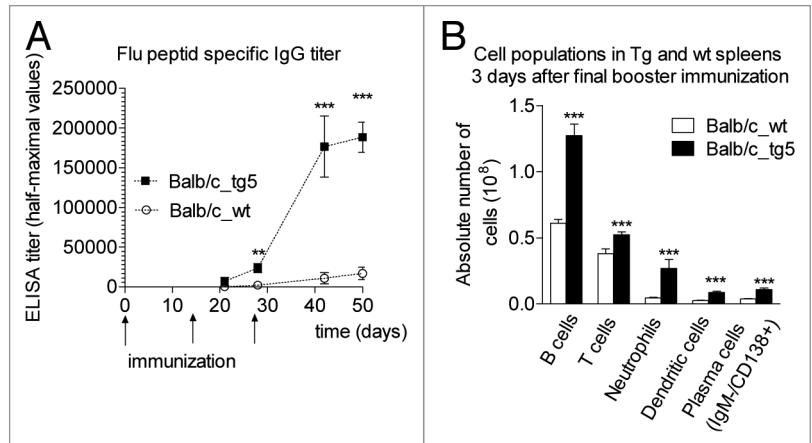 A
Flu peptid specific IgG titer
ELISA titer (half-maximal values)
250000
200000
150000
100000
50000
0
Balb/c_tg5
Balb/c_wt
**
***
***
0
10
20
30
40
50
time (days)
immunization
B
Cell populations in Tg and wt spleens
3 days after final booster immunization
Absolute number of
cells (10⁸)
1.5
1.0
0.5
0.0
Balb/c_wt
Balb/c_tg5
***
***
***
***
***
B cells
T cells
Neutrophils
Dendritic cells
Plasma cells
(IgM-/CD138+)